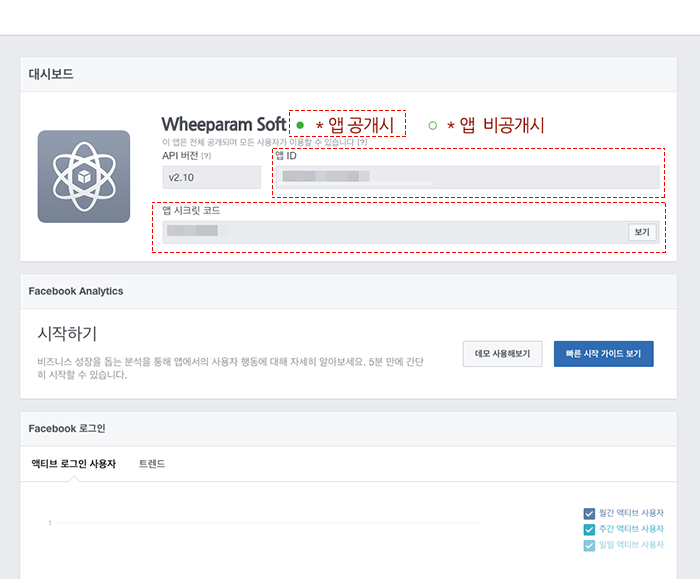 대시보드
Wheeparam Soft * 앱 공개시 * 앱 비공개시
이 앱은 전체 공개되며 모든 사용자가 이용할 수 있습니다 [?]
API 버전 [?] 앱 ID
v2.10
앱 시크릿 코드
보기
Facebook Analytics
시작하기
비즈니스 성장을 돕는 분석을 통해 앱에서의 사용자 행동에 대해 자세히 알아보세요. 5분 만에 간단
히 시작할 수 있습니다.
데모 사용해보기 빠른 시작 가이드 보기
Facebook 로그인
액티브 로그인 사용자 트렌드
월간 액티브 사용자
1
주간 액티브 사용자
일일 액티브 사용자